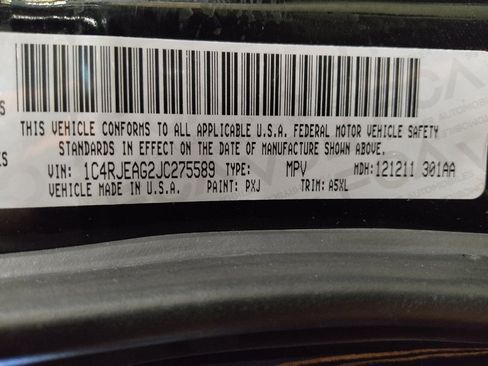 THIS VEHICLE CONFORMS TO ALL APPLICABLE U.S.A. FEDERAL MOTOR VEHICLE SAFETY
STANDARDS IN EFFECT ON THE DATE OF MANUFACTURE SHOWN ABOVE.
VIN: 1C4RJEAG2JC275589 TYPE: MPV MDH: 121211 301AA
VEHICLE MADE IN U.S.A. PAINT: PXJ TRIM: A5XL